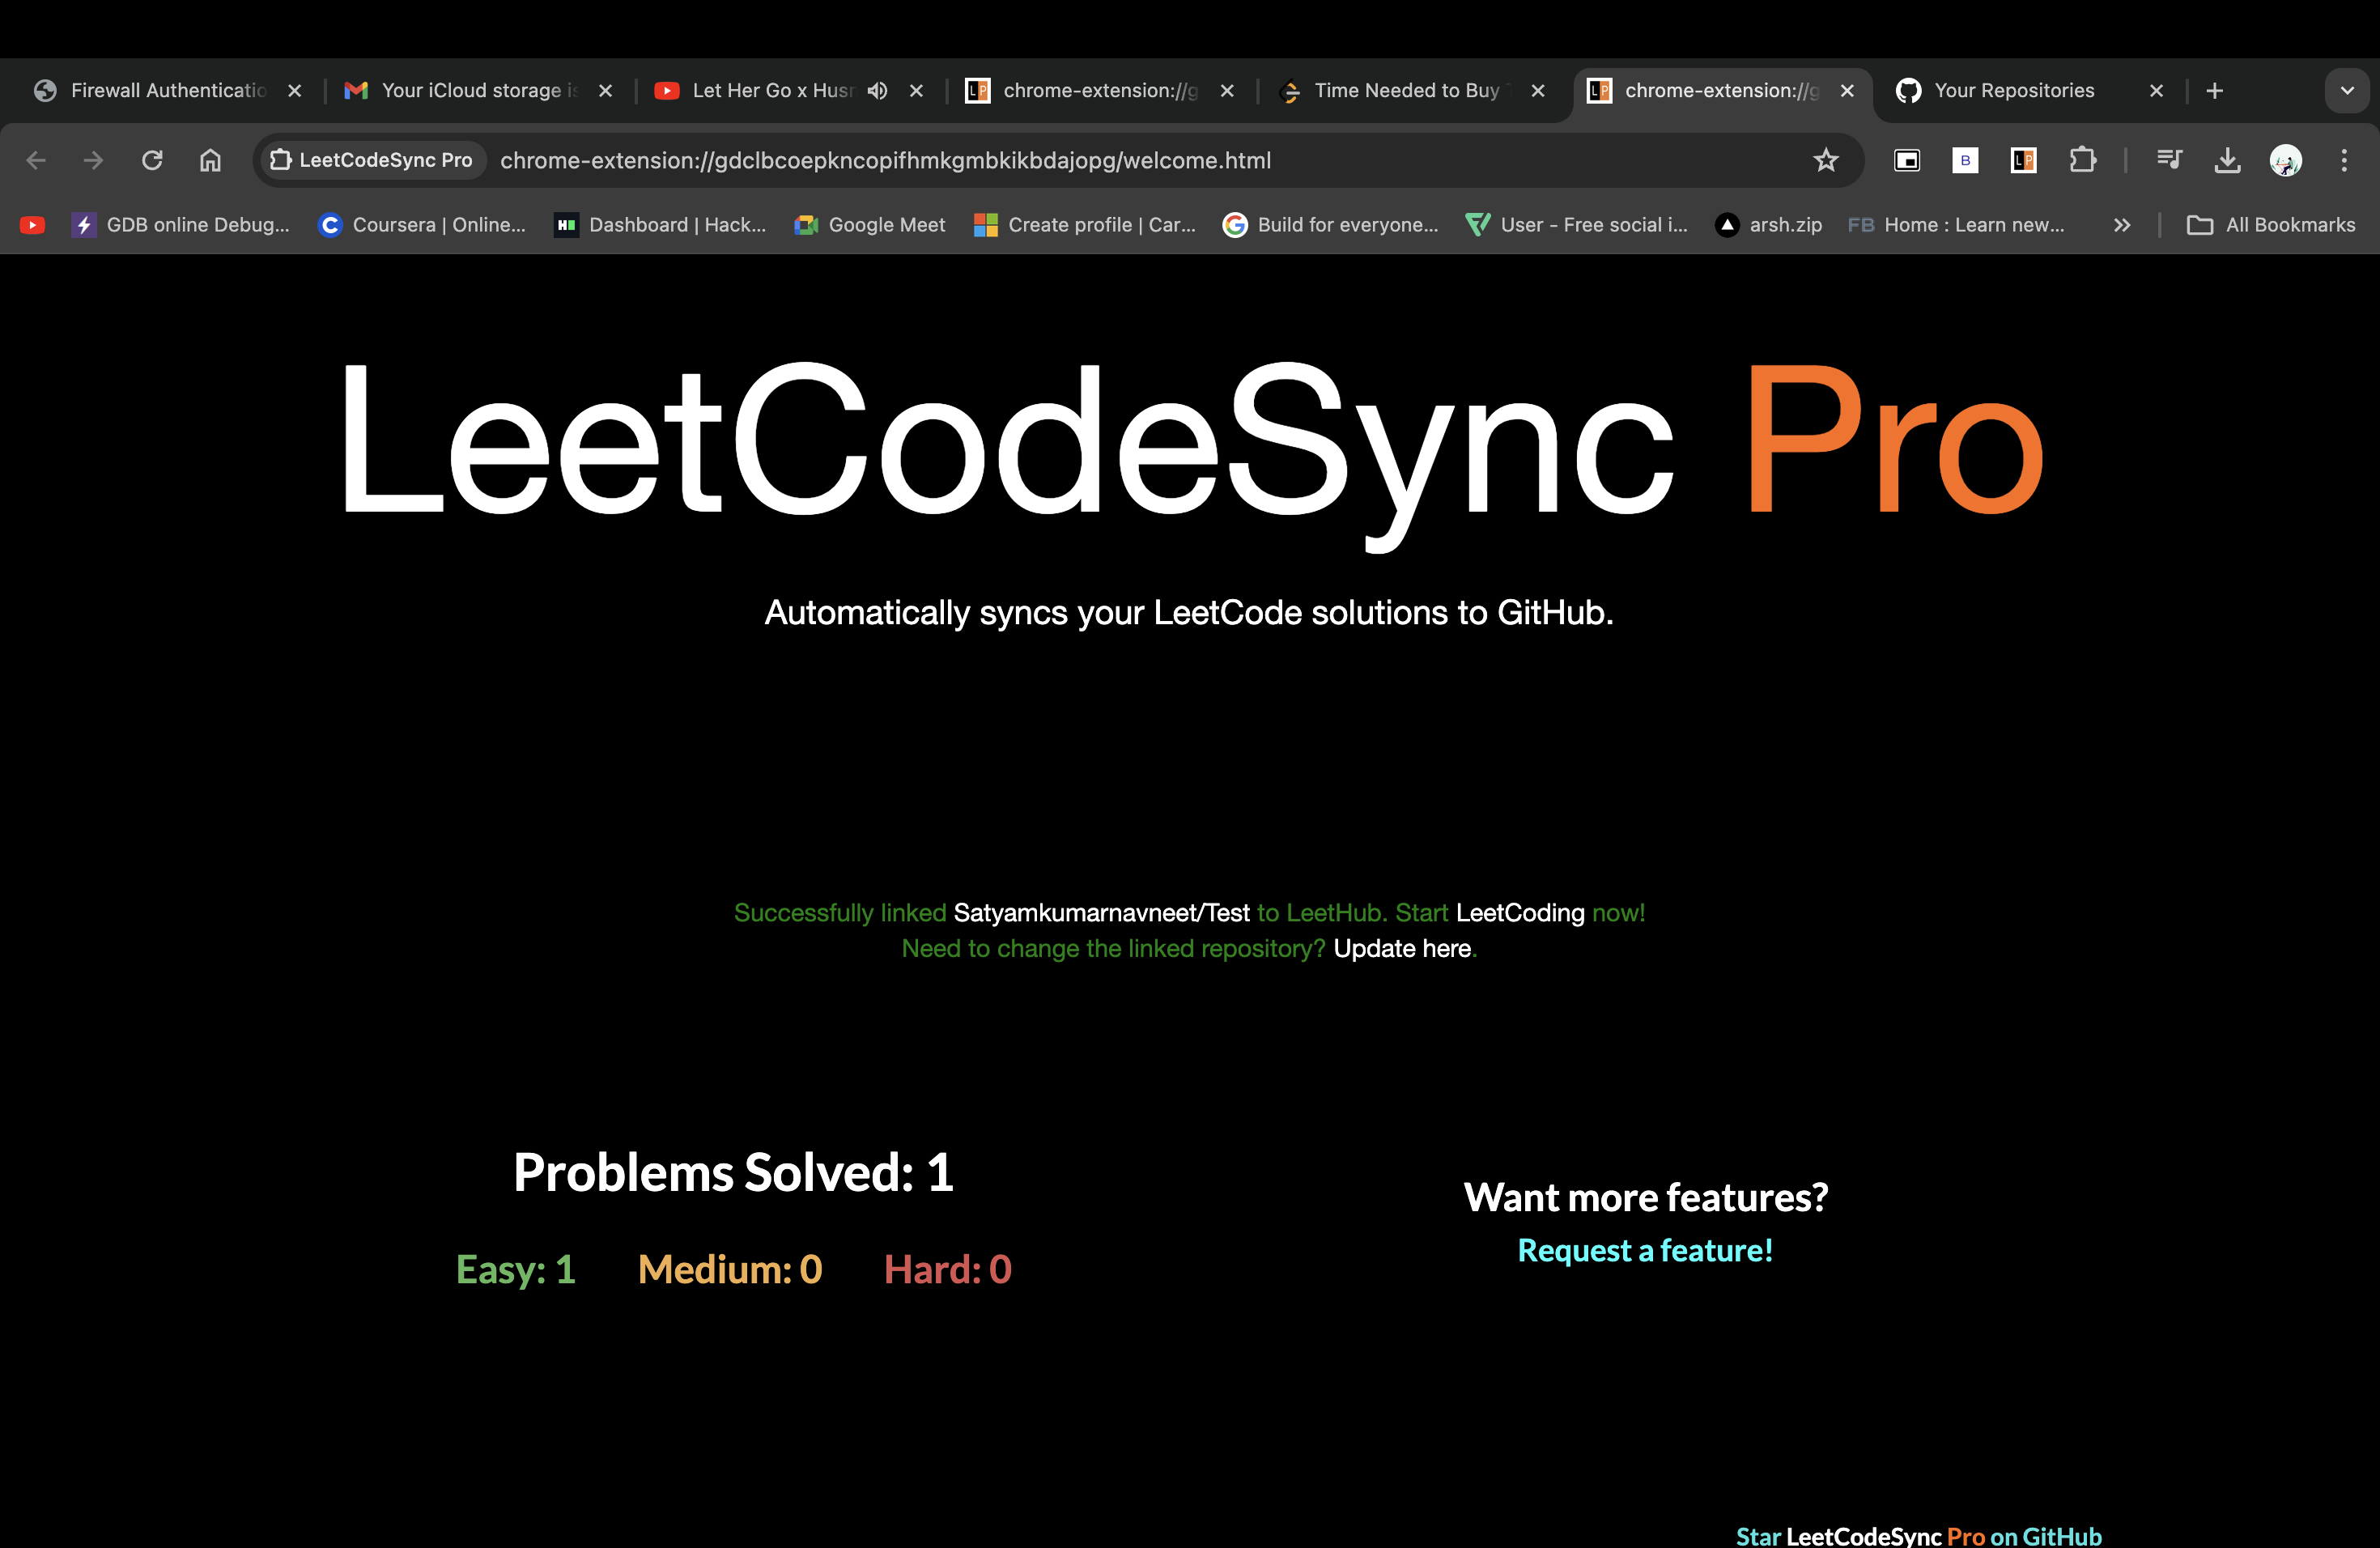 Firewall Authenticatio
Your iCloud storage is
Let Her Go x Husn
chrome-extension://g
Time Needed to Buy
chrome-extension://g
Your Repositories
LeetCodeSync Pro
chrome-extension://gdclbcoepkncopifhmkgmbkikbdajopg/welcome.html
B
LP
GDB online Debug...
Coursera | Online...
Dashboard | Hack...
Google Meet
Create profile | Car...
Build for everyone...
User - Free social i...
arsh.zip
FB Home : Learn new...
All Bookmarks
LeetCodeSync Pro
Automatically syncs your LeetCode solutions to GitHub.
Successfully linked Satyamkumarnavneet/Test to LeetHub. Start LeetCoding now!
Need to change the linked repository? Update here.
Problems Solved: 1
Easy: 1 Medium: 0 Hard: 0
Want more features?
Request a feature!
Star LeetCodeSync Pro on GitHub